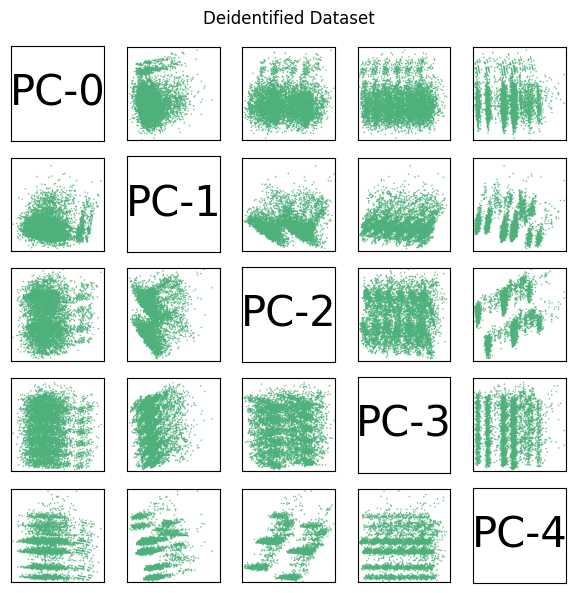 Deidentified Dataset
PC-0
PC-1
PC-2
PC-3
PC-4